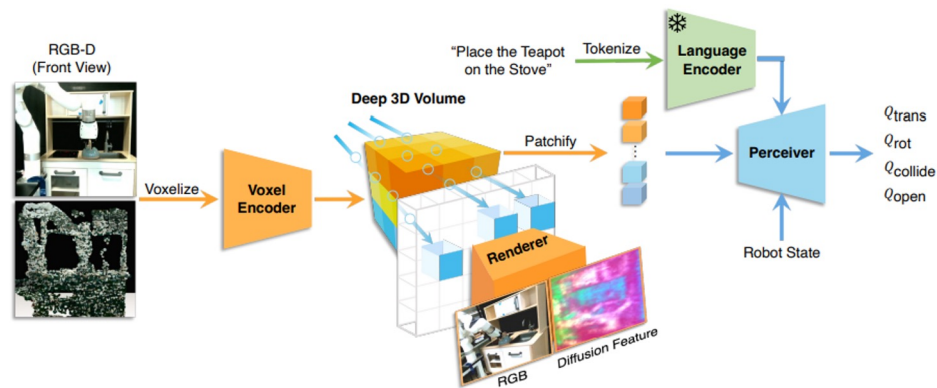 RGB-D
(Front View)
Voxelize
Voxel
Encoder
Deep 3D Volume
Renderer
RGB
Diffusion Feature
Patchify
“Place the Teapot
on the Stove”
Tokenize
Language
Encoder
Perceiver
Robot State
Qtrans
Qrot
Qcollide
Qopen